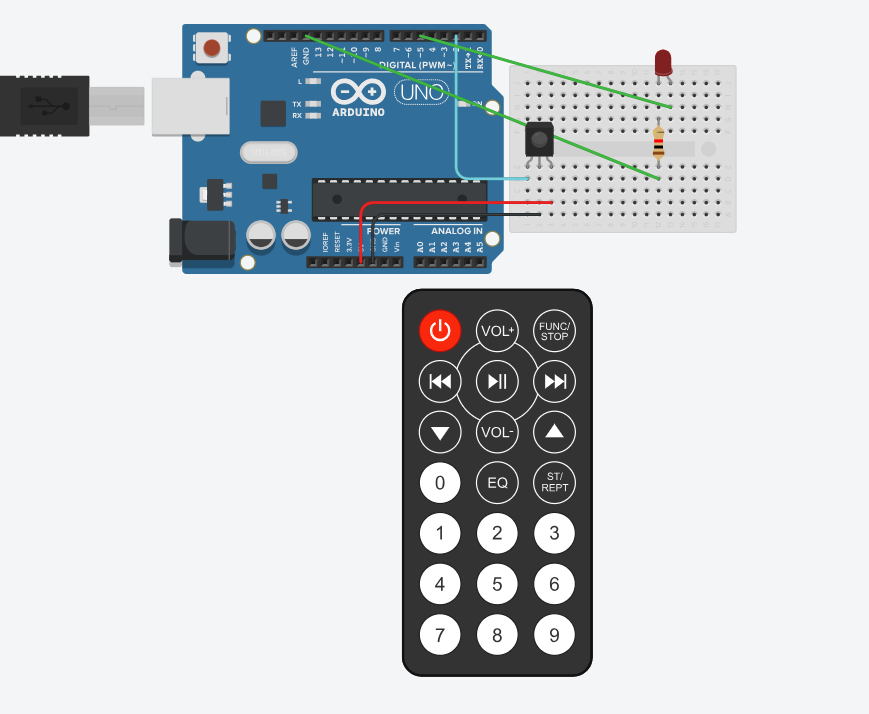 AREF
GND
13
12
~11
~10
~9
8
7
~6
~5
4
~3
2
TX→1
RX←0
DIGITAL (PWM~)
L
TX
RX
ON
UNO
ARDUINO
POWER
ANALOG IN
IOREF
RESET
3.3V
GND
Vin
A0
A1
A2
A3
A4
A5
VOL+
FUNC/
STOP
VOL-
0
EQ
ST/
REPT
1
2
3
4
5
6
7
8
9